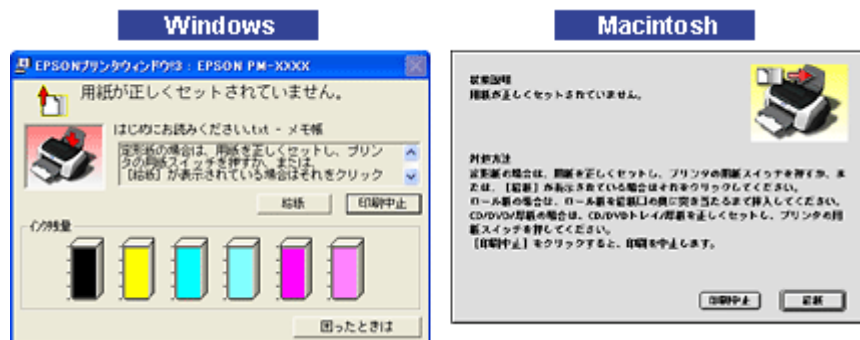 Windows
Macintosh
EPSONプリンタウィンドウ!3 : EPSON PM-XXXX
用紙が正しくセットされていません。
はじめにお読みください.txt - メモ帳
定形紙の場合は、用紙を正しくセットし、プリン
タの用紙スイッチを押すか、または、
［給紙］が表示されている場合はそれをクリック
給紙
印刷中止
インク残量
困ったときは
状態説明
用紙が正しくセットされていません。
対処方法
定形紙の場合は、用紙を正しくセットし、プリンタの用紙スイッチを押すか、ま
たは、［給紙］が表示されている場合はそれをクリックしてください。
ロール紙の場合は、ロール紙を給紙口の奥に突き当たるまで挿入してください。
CD/DVD/厚紙の場合は、CD/DVDトレイ/厚紙を正しくセットし、プリンタの用
紙スイッチを押してください。
［印刷中止］をクリックすると、印刷を中止します。
印刷中止
給紙